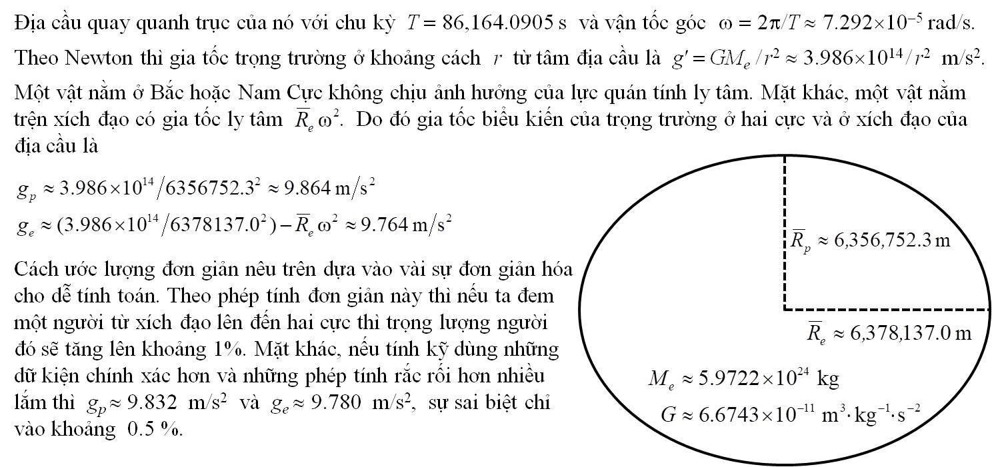 Địa cầu quay quanh trục của nó với chu kỳ T = 86,164.0905 s và vận tốc góc ω = 2π/T ≈ 7.292×10⁻⁵ rad/s.
Theo Newton thì gia tốc trọng trường ở khoảng cách r từ tâm địa cầu là g′ = GMₑ/r² ≈ 3.986×10¹⁴/r² m/s².
Một vật nằm ở Bắc hoặc Nam Cực không chịu ảnh hưởng của lực quán tính ly tâm. Mặt khác, một vật nằm
trên xích đạo có gia tốc ly tâm R̅ₑω². Do đó gia tốc biểu kiến của trọng trường ở hai cực và ở xích đạo của
địa cầu là
gₚ ≈ 3.986×10¹⁴/6356752.3² ≈ 9.864 m/s²
gₑ ≈ (3.986×10¹⁴/6378137.0²) − R̅ₑω² ≈ 9.764 m/s²
Cách ước lượng đơn giản nêu trên dựa vào vài sự đơn giản hóa
cho dễ tính toán. Theo phép tính đơn giản này thì nếu ta đem
một người từ xích đạo lên đến hai cực thì trọng lượng người
đó sẽ tăng lên khoảng 1%. Mặt khác, nếu tính kỹ dùng những
dữ kiện chính xác hơn và những phép tính rắc rối hơn nhiều
lắm thì gₚ ≈ 9.832 m/s² và gₑ ≈ 9.780 m/s², sự sai biệt chỉ
vào khoảng 0.5 %.
R̅ₚ ≈ 6,356,752.3 m
R̅ₑ ≈ 6,378,137.0 m
Mₑ ≈ 5.9722×10²⁴ kg
G ≈ 6.6743×10⁻¹¹ m³·kg⁻¹·s⁻²